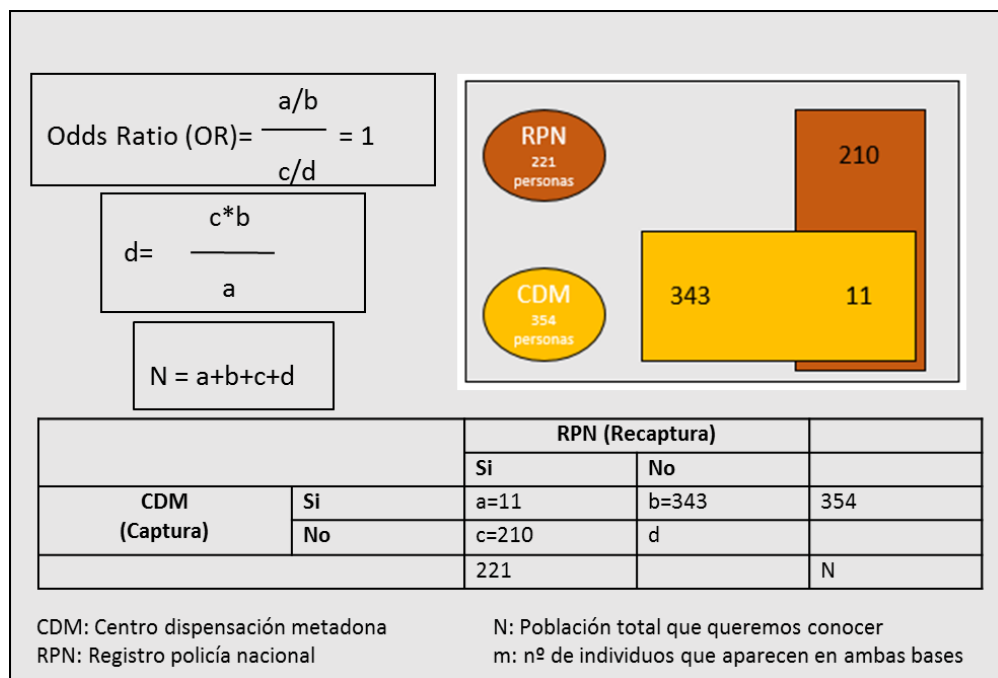 a/b
Odds Ratio (OR)= = 1
c/d
c*b
d=
a
N = a+b+c+d
RPN
221
personas
210
CDM
354
personas
343
11
RPN (Recaptura)
Si
No
CDM
(Captura)
Si
a=11
b=343
354
No
c=210
d
221
N
CDM: Centro dispensación metadona
RPN: Registro policía nacional
N: Población total que queremos conocer
m: nº de individuos que aparecen en ambas bases